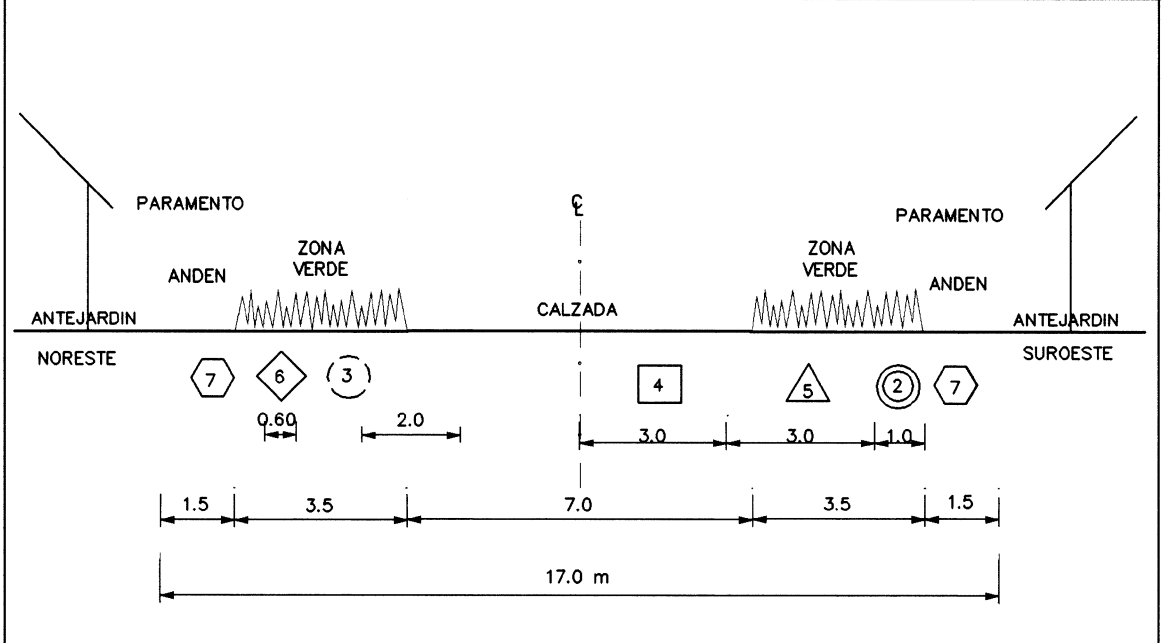 ℄
PARAMENTO
PARAMENTO
ZONA
VERDE
ZONA
VERDE
ANDEN
ANDEN
CALZADA
ANTEJARDIN
ANTEJARDIN
NORESTE
SUROESTE
7
6
3
4
5
2
7
0.60
2.0
3.0
3.0
1.0
1.5
3.5
7.0
3.5
1.5
17.0 m